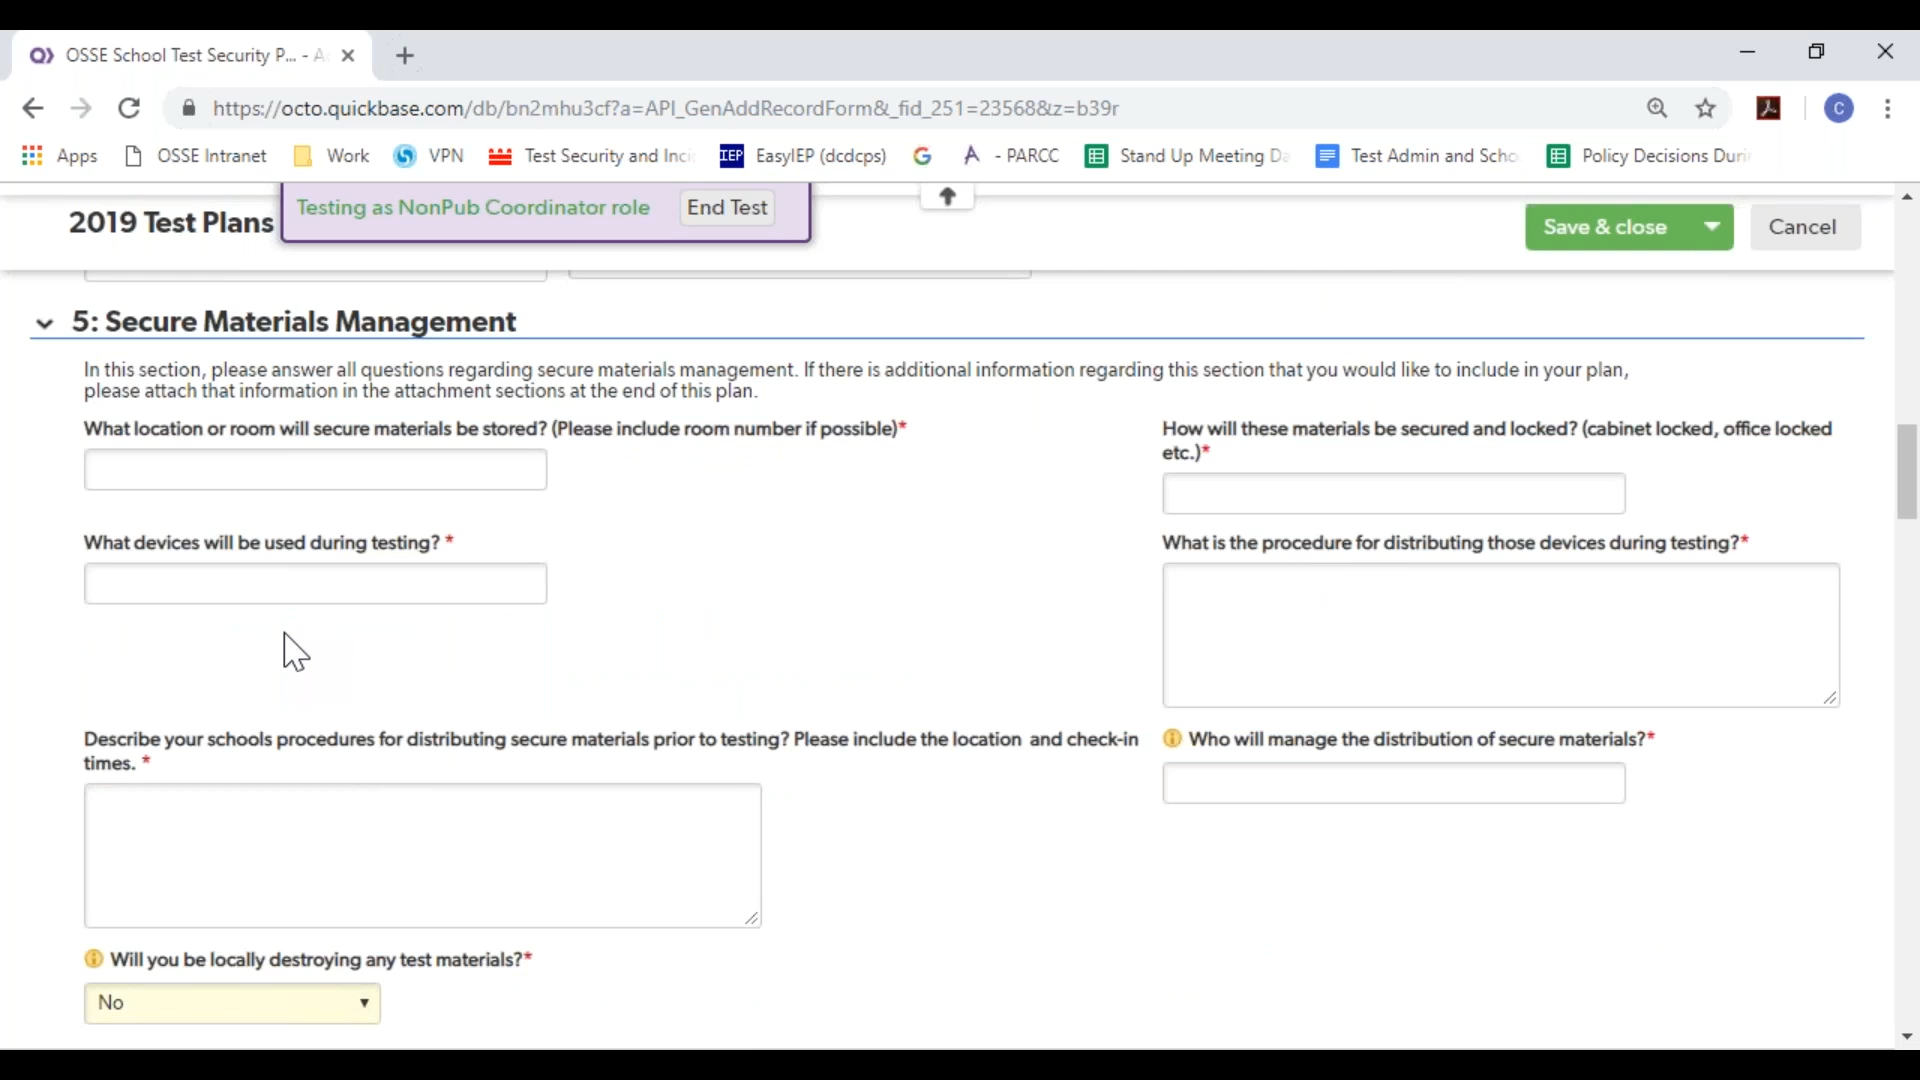 OSSE School Test Security P... - A
https://octo.quickbase.com/db/bn2mhu3cf?a=API_GenAddRecordForm&_fid_251=23568&z=b39r
C
Apps
OSSE Intranet
Work
VPN
Test Security and Inci
IEP
EasyIEP (dcdcps)
G
A - PARCC
Stand Up Meeting Da
Test Admin and Scho
Policy Decisions Duri
2019 Test Plans
Testing as NonPub Coordinator role
End Test
Save & close
Cancel
5: Secure Materials Management
In this section, please answer all questions regarding secure materials management. If there is additional information regarding this section that you would like to include in your plan,
please attach that information in the attachment sections at the end of this plan.
What location or room will secure materials be stored? (Please include room number if possible)*
How will these materials be secured and locked? (cabinet locked, office locked
etc.)*
What devices will be used during testing? *
What is the procedure for distributing those devices during testing?*
Describe your schools procedures for distributing secure materials prior to testing? Please include the location and check-in
times. *
Who will manage the distribution of secure materials?*
Will you be locally destroying any test materials?*
No